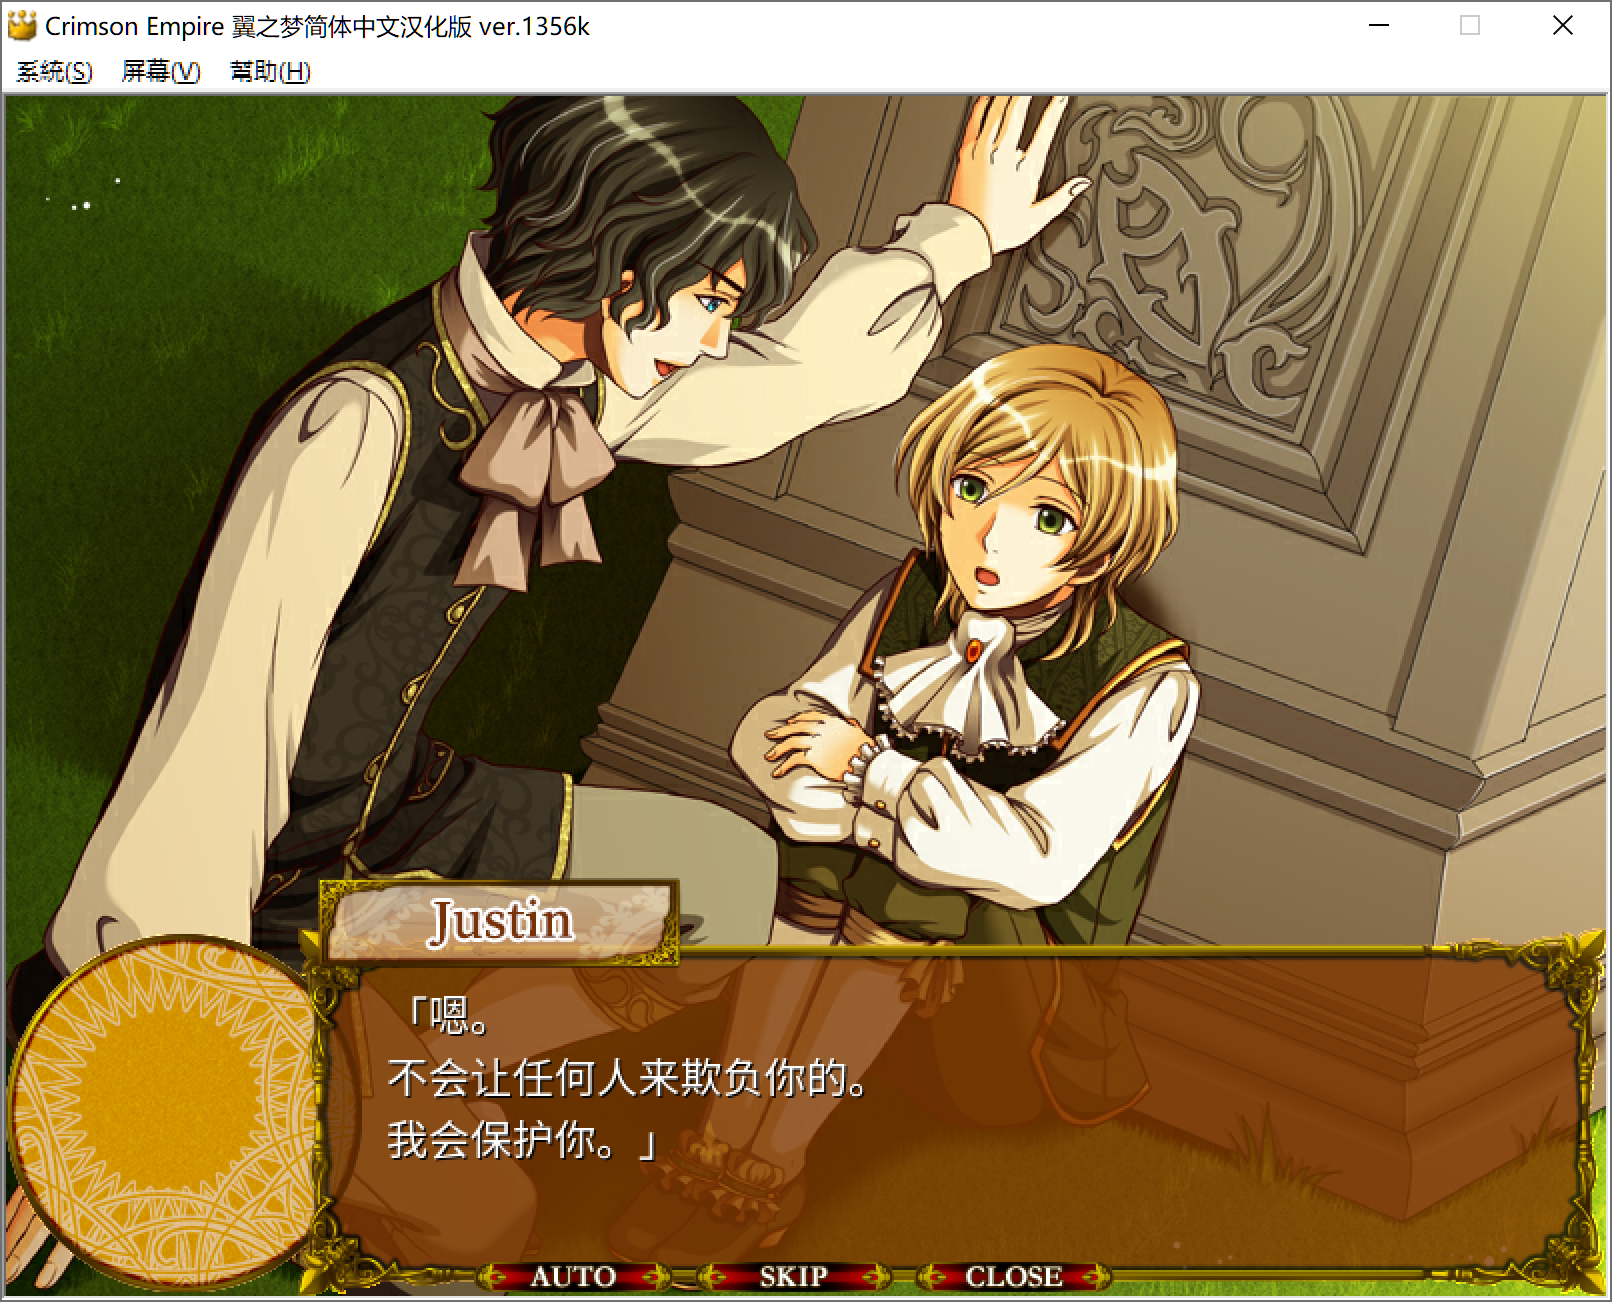 Crimson Empire 翼之梦简体中文汉化版 ver.1356k
系統(S) 屏幕(V) 幫助(H)
Justin
「嗯。
不会让任何人来欺负你的。
我会保护你。」
AUTO SKIP CLOSE